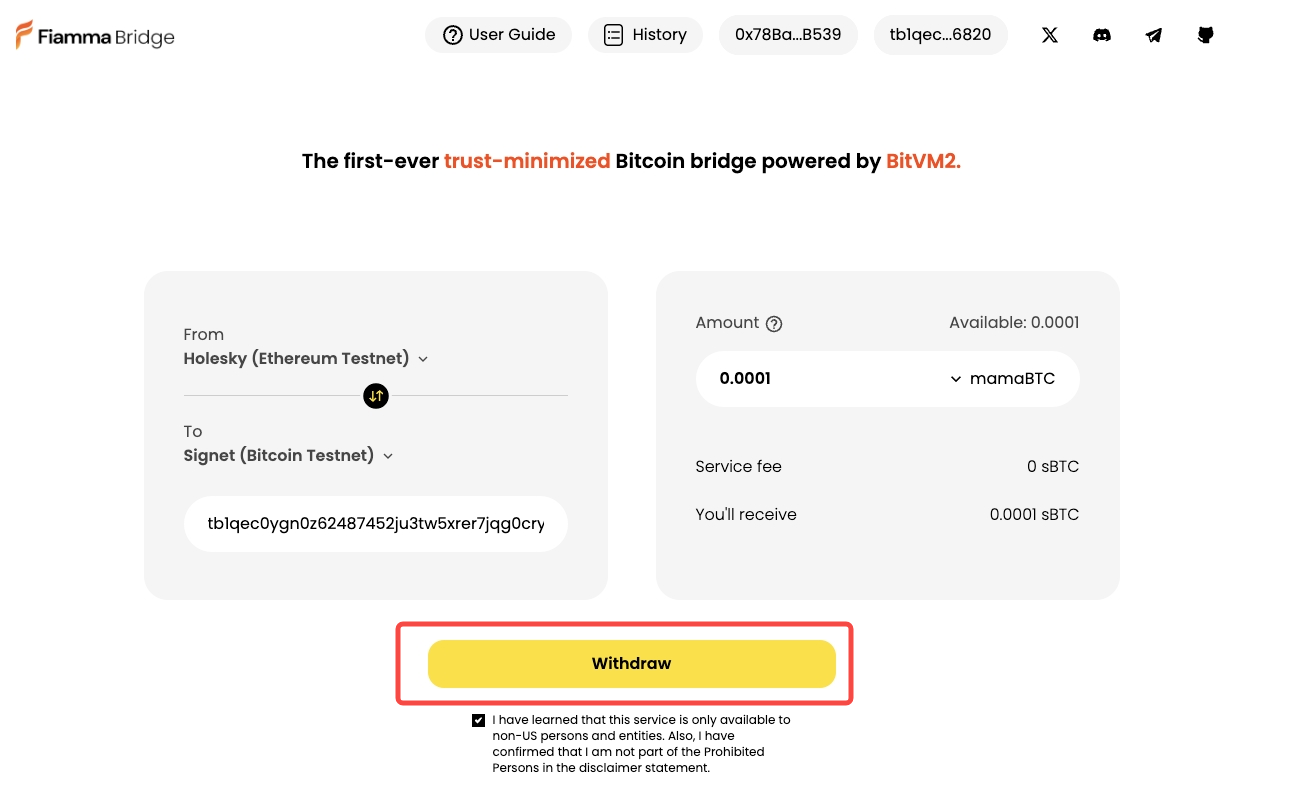 Fiamma Bridge
User Guide
History
0x78Ba...B539
tb1qec...6820
The first-ever trust-minimized Bitcoin bridge powered by BitVM2.
From
Holesky (Ethereum Testnet)
To
Signet (Bitcoin Testnet)
tb1qec0ygn0z62487452ju3tw5xrer7jqg0cry
Amount
Available: 0.0001
0.0001
mamaBTC
Service fee
0 sBTC
You'll receive
0.0001 sBTC
Withdraw
I have learned that this service is only available to
non-US persons and entities. Also, I have
confirmed that I am not part of the Prohibited
Persons in the disclaimer statement.